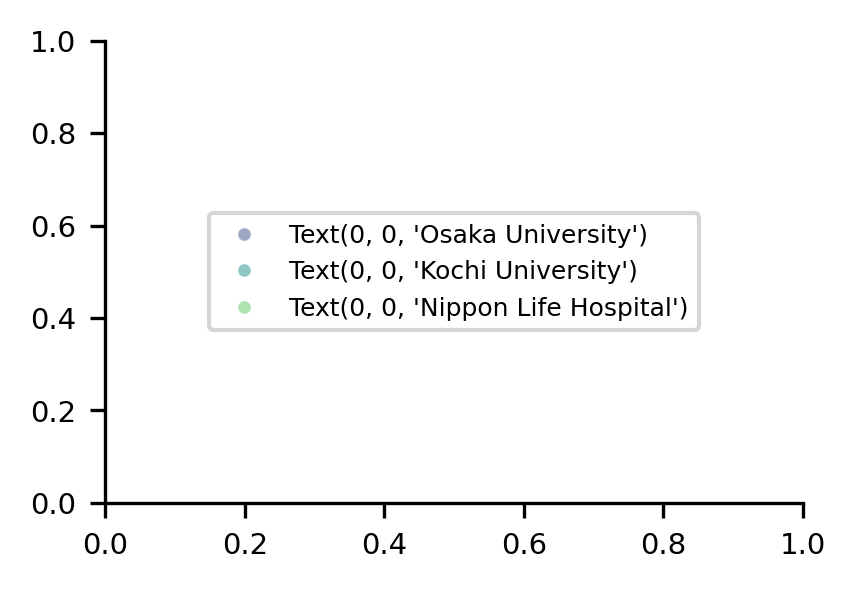 1.0
0.8
0.6
Text(0, 0, 'Osaka University')
Text(0, 0, 'Kochi University')
Text(0, 0, 'Nippon Life Hospital')
0.4
0.2
0.0
0.0 0.2 0.4 0.6 0.8 1.0